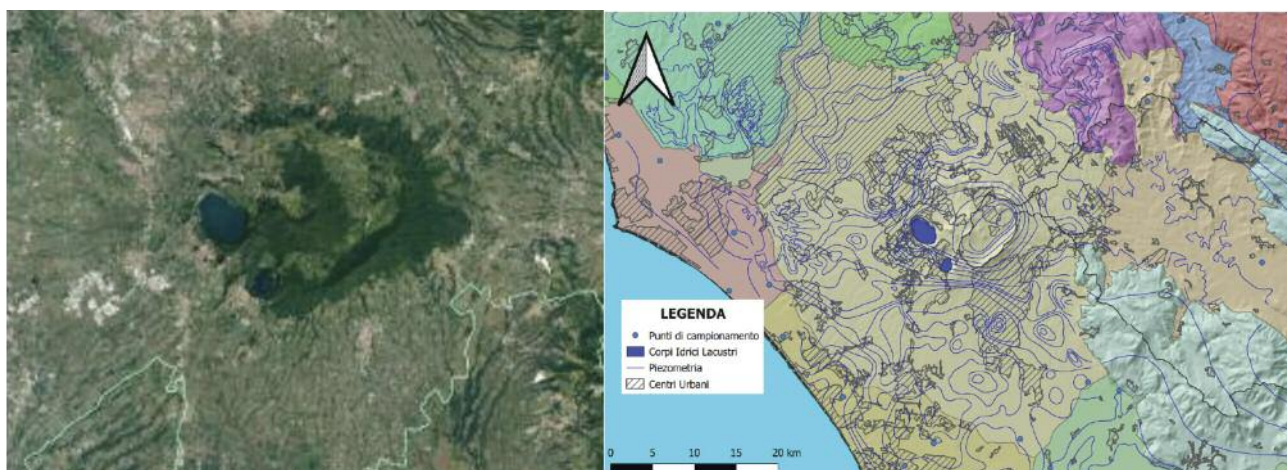 LEGENDA
Punti di campionamento
Corpi Idrici Lacustri
Piezometria
Centri Urbani
0 5 10 15 20 km